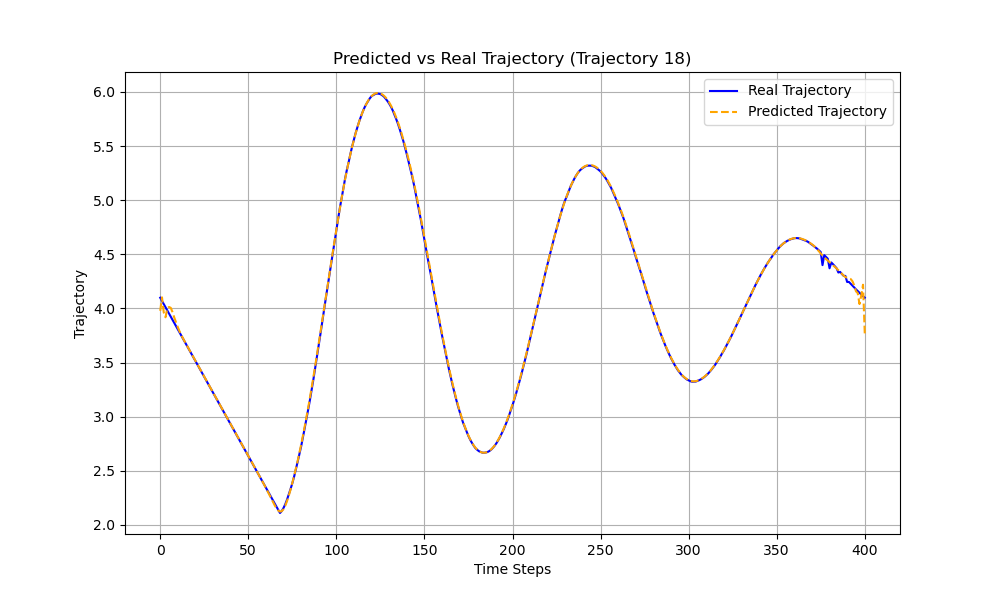 Predicted vs Real Trajectory (Trajectory 18)
Real Trajectory
Predicted Trajectory
Trajectory
6.0
5.5
5.0
4.5
4.0
3.5
3.0
2.5
2.0
0 50 100 150 200 250 300 350 400
Time Steps